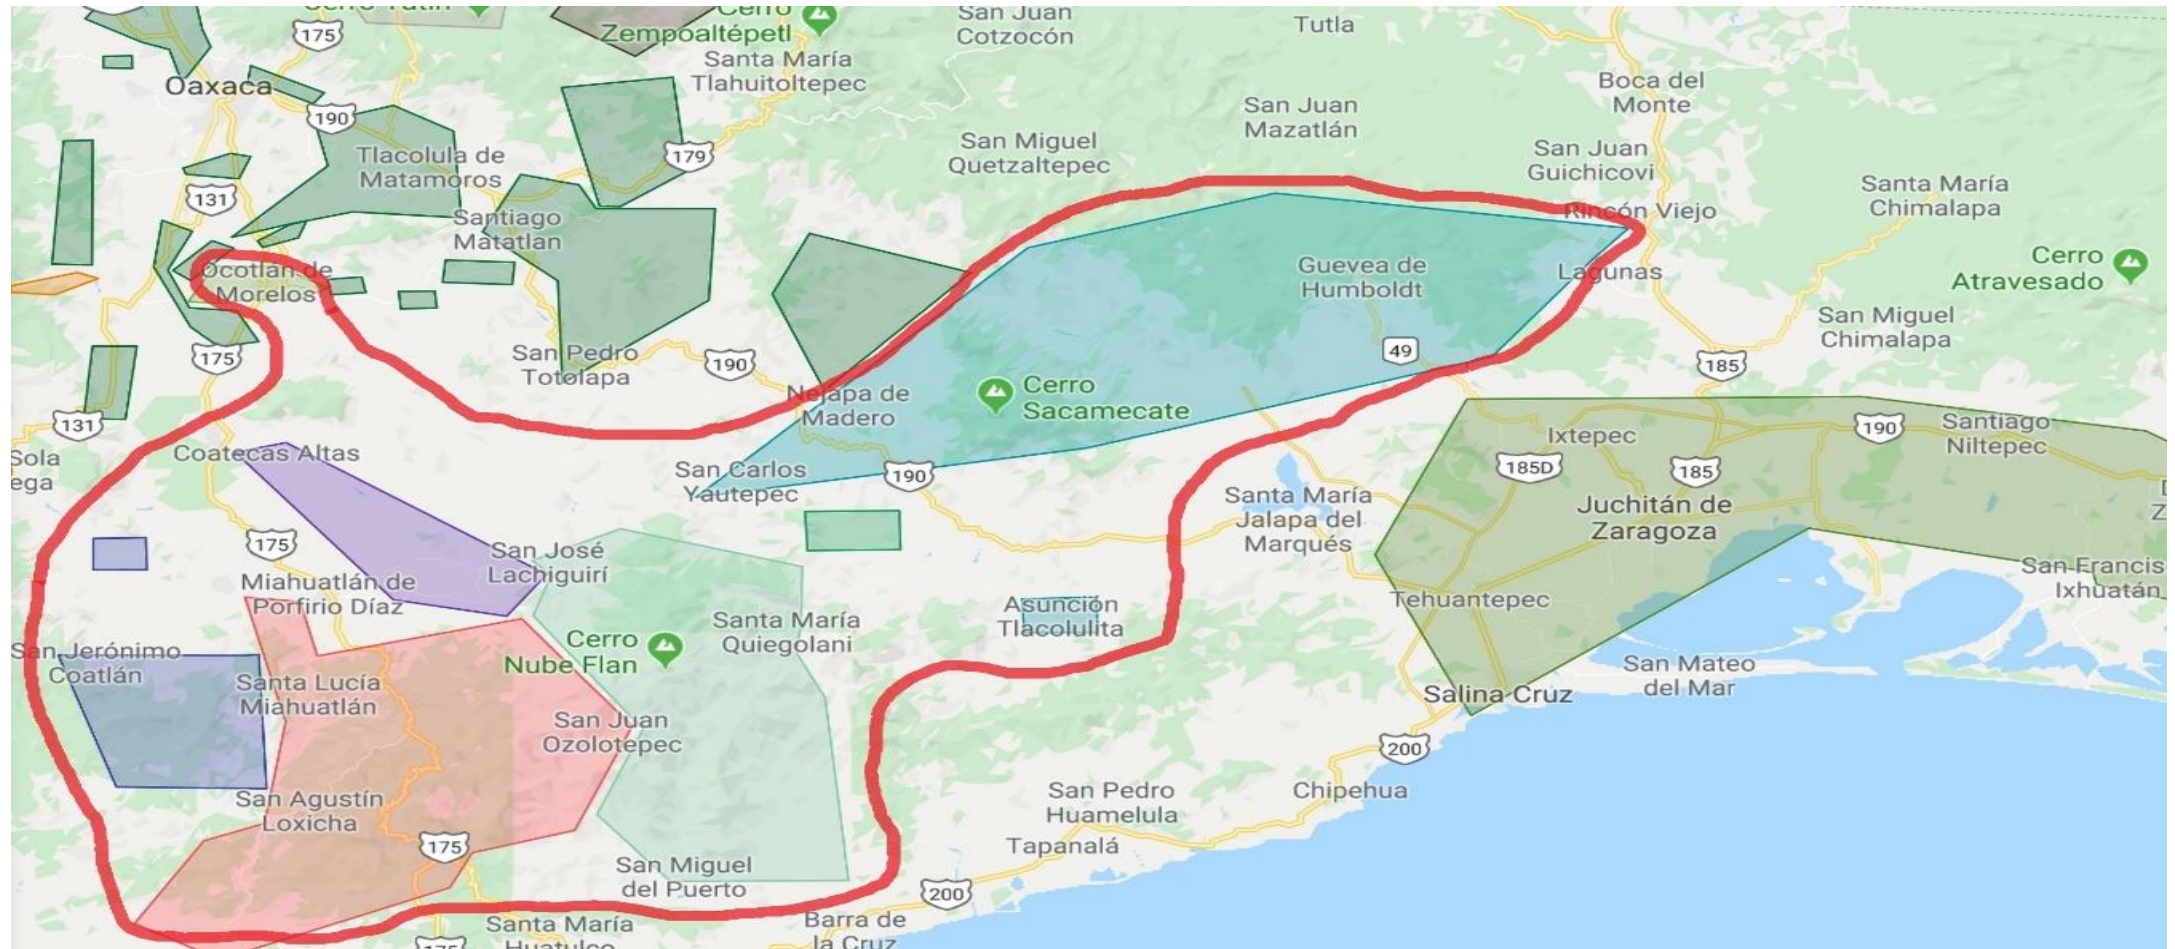 Cerro Tutin
175
Cerro
Zempoaltépetl
San Juan
Cotzocón
Tutla
Santa María
Tlahuitoltepec
Oaxaca
190
Boca del
Monte
San Juan
Mazatlán
Tlacolula de
Matamoros
179
San Miguel
Quetzaltepec
San Juan
Guichicovi
131
Santa María
Chimalapa
Santiago
Matatlan
Rincón Viejo
Ocotlán de
Morelos
Guevea de
Humboldt
Lagunas
Cerro
Atravesado
San Miguel
Chimalapa
175
San Pedro
Totolapa
190
49
185
Nejapa de
Madero
Cerro
Sacamecate
131
Sola
ega
Coatecas Altas
San Carlos
Yautepec
190
Ixtepec
185D
185
190
Santiago
Niltepec
Santa María
Jalapa del
Marqués
Juchitán de
Zaragoza
175
San José
Lachiguirí
Miahuatlán de
Porfirio Díaz
San Francis
Ixhuatán
Tehuantepec
Asunción
Tlacolulita
Santa María
Quiegolani
Cerro
Nube Flan
San Jerónimo
Coatlán
Santa Lucía
Miahuatlán
San Mateo
del Mar
Salina Cruz
San Juan
Ozolotepec
200
San Agustín
Loxicha
San Pedro
Huamelula
Chipehua
175
Tapanalá
San Miguel
del Puerto
200
Santa María
Huatulco
Barra de
la Cruz
175